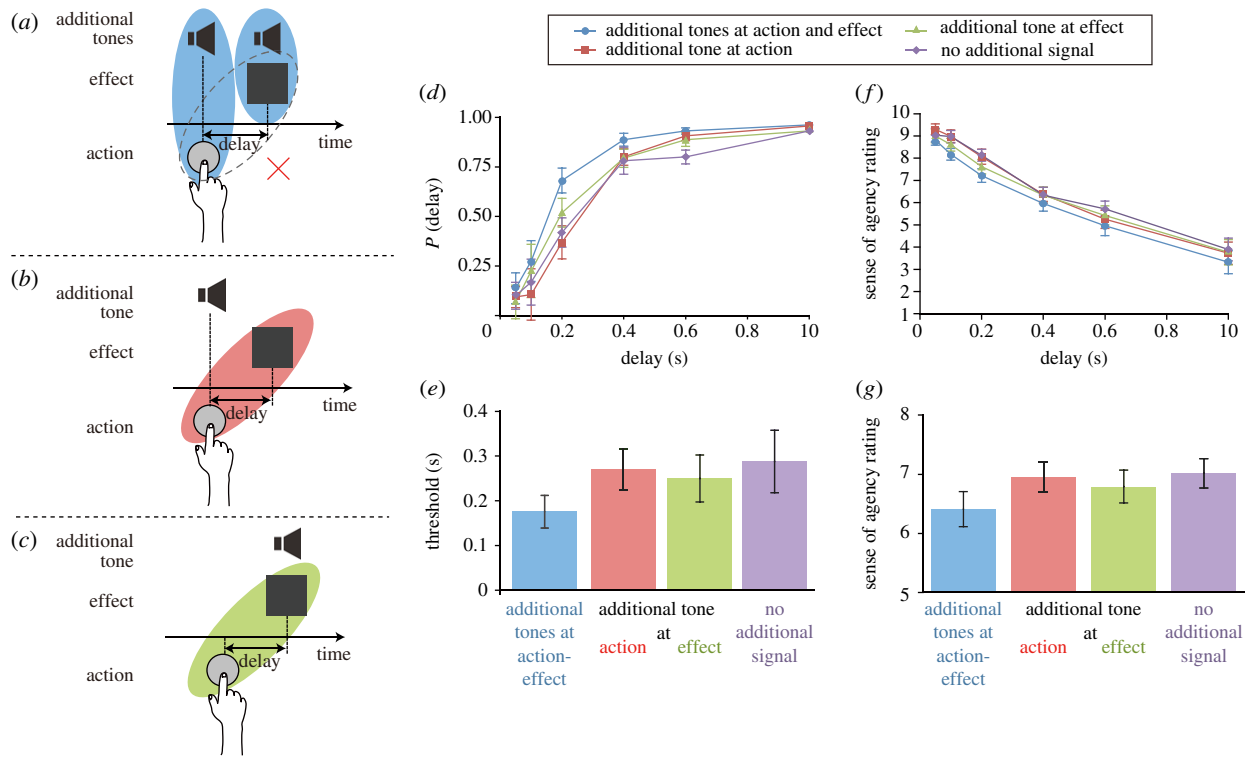 (a)
additional
tones
effect
action
delay
time
(b)
additional
tone
effect
action
delay
time
(c)
additional
tone
effect
action
delay
time
additional tones at action and effect
additional tone at action
additional tone at effect
no additional signal
(d)
P (delay)
1.00
0.75
0.50
0.25
0
0.2
0.4
0.6
10
delay (s)
(f)
sense of agency rating
10
9
8
7
6
5
4
3
2
1
0
0.2
0.4
0.6
10
delay (s)
(e)
threshold (s)
0.4
0.3
0.2
0.1
0
additional
tones at
action-
effect
additional tone
at
action
effect
no
additional
signal
(g)
sense of agency rating
8
7
6
5
additional
tones at
action-
effect
additional tone
at
action
effect
no
additional
signal